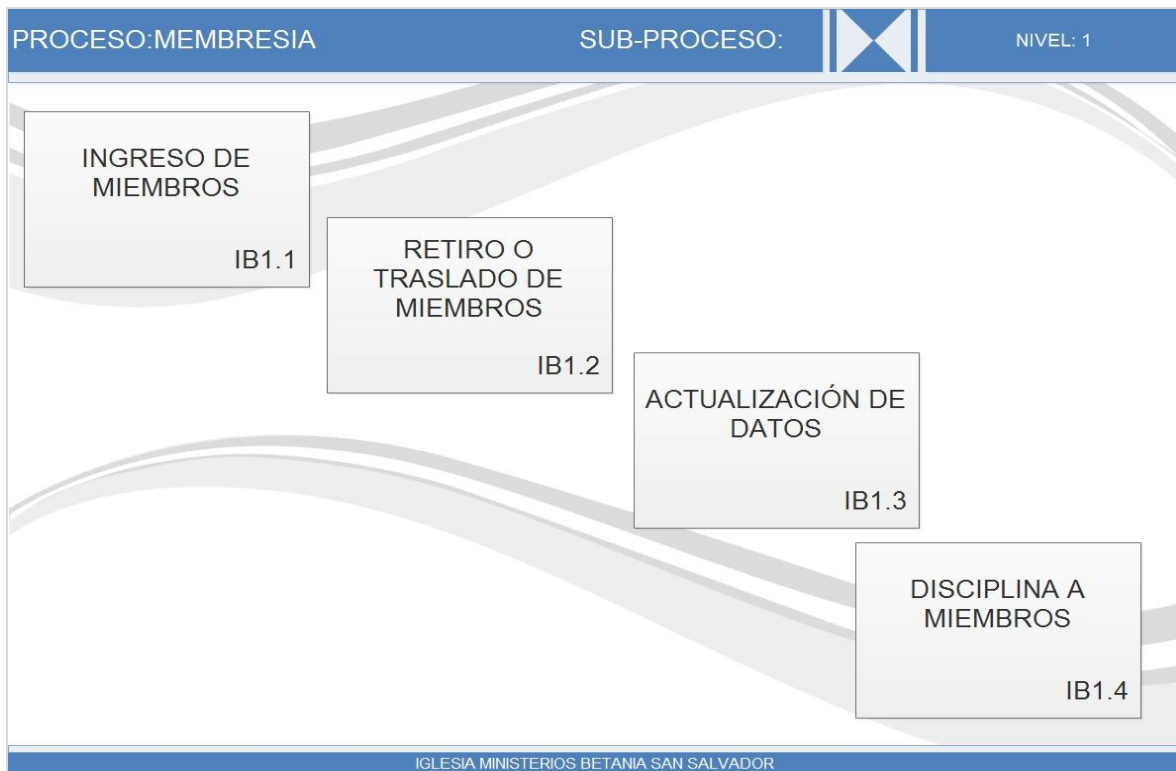 PROCESO:MEMBRESIA
SUB-PROCESO:
NIVEL: 1
INGRESO DE
MIEMBROS
IB1.1
RETIRO O
TRASLADO DE
MIEMBROS
IB1.2
ACTUALIZACIÓN DE
DATOS
IB1.3
DISCIPLINA A
MIEMBROS
IB1.4
IGLESIA MINISTERIOS BETANIA SAN SALVADOR